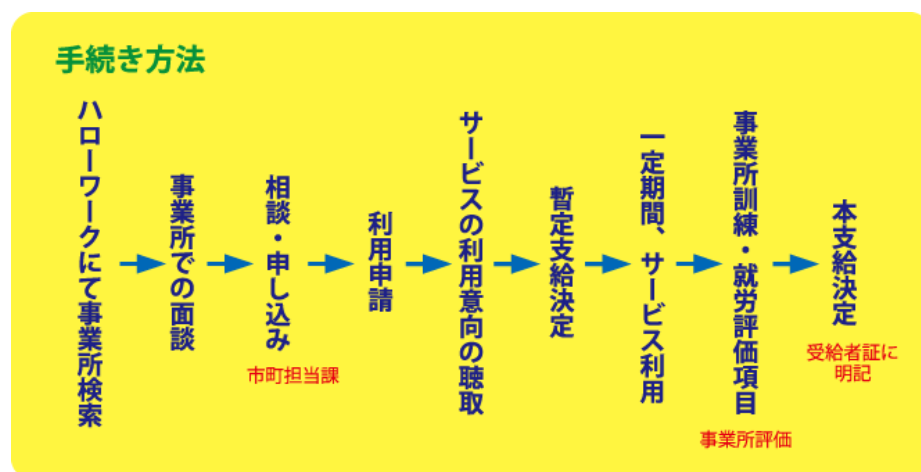 手続き方法
ハローワークにて事業所検索
事業所での面談
相談・申し込み
市町担当課
利用申請
サービスの利用意向の聴取
暫定支給決定
一定期間、サービス利用
事業所訓練・就労評価項目
事業所評価
本支給決定
受給者証に
明記